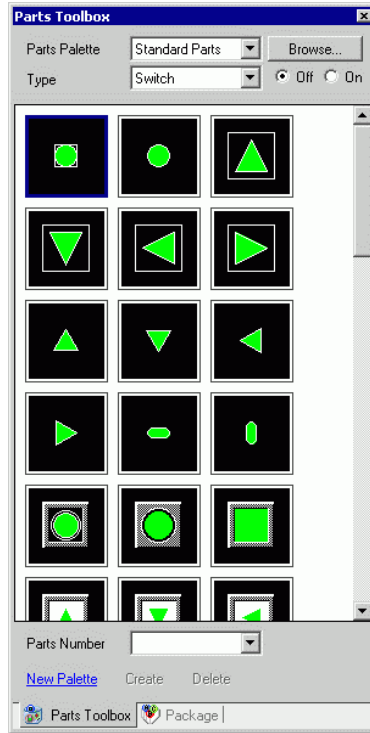 Parts Toolbox
Parts Palette Standard Parts Browse...
Type Switch Off On
Parts Number
New Palette Create Delete
Parts Toolbox Package